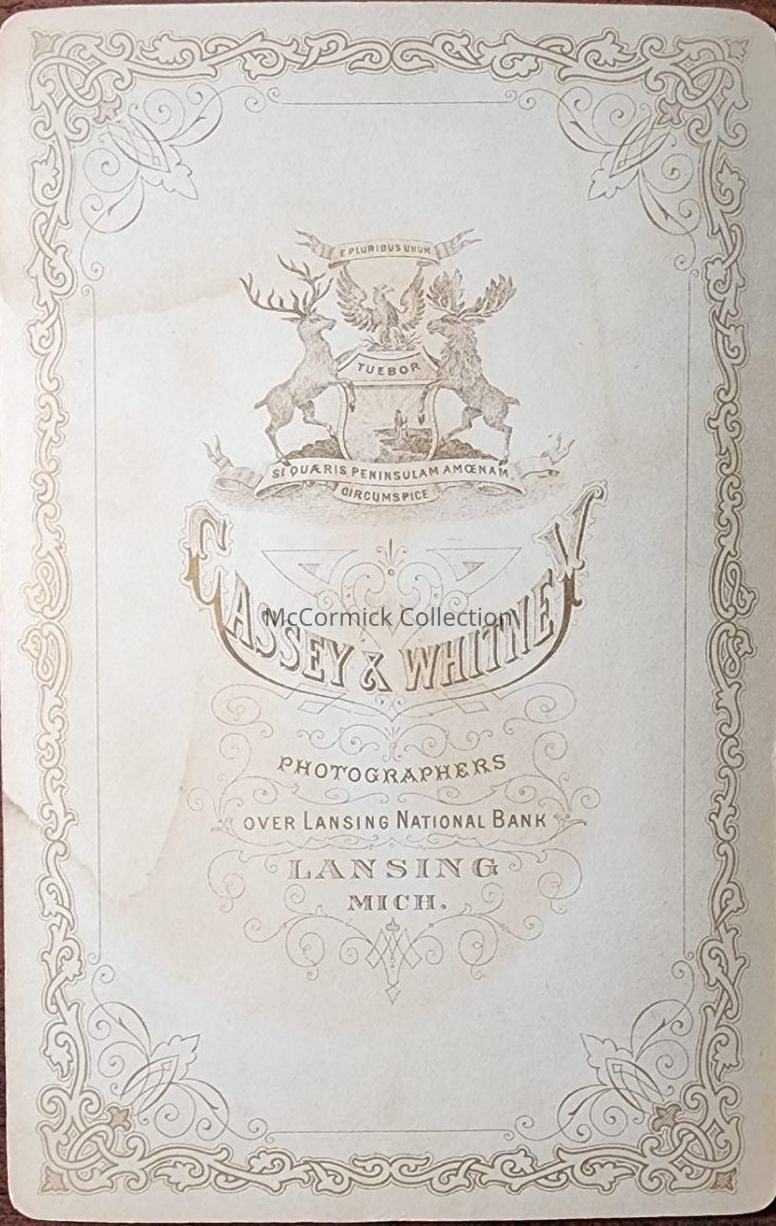 E PLURIBUS UNUM
TUEBOR
SI QUÆRIS PENINSULAM AMŒNAM
CIRCUMSPICE
CASSEY & WHITNEY
McCormick Collection
PHOTOGRAPHERS
OVER LANSING NATIONAL BANK
LANSING
MICH.